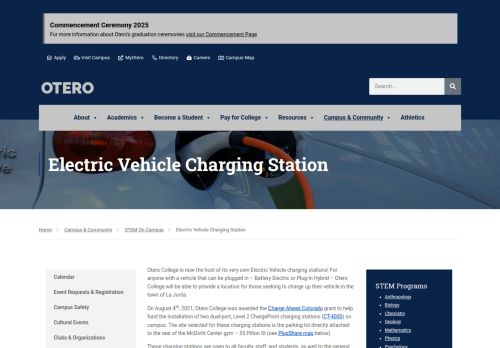 Commencement Ceremony 2025
For more information about Otero's graduation ceremonies visit our Commencement Page
Apply Visit Campus MyOtero Directory Careers Campus Map
OTERO
Search...
About Academics Become a Student Pay for College Resources Campus & Community Athletics
Electric Vehicle Charging Station
Home Campus & Community STEM On Campus Electric Vehicle Charging Station
Calendar
Event Requests & Registration
Campus Safety
Cultural Events
Clubs & Organizations
Otero College is now the host of its very own Electric Vehicle charging stations! For
anyone with a vehicle that can be plugged in – Battery Electric or Plug-In Hybrid – Otero
College will be able to provide a location for those seeking to charge up their vehicle in the
town of La Junta.
On August 4th, 2021, Otero College was awarded the Charge Ahead Colorado grant to help
fund the installation of two dual-port, Level 2 ChargePoint charging stations (CT4000) on
campus. The site selected for these charging stations is the parking lot directly attached
to the rear of the McDivitt Center gym – 55 Piñon St (see PlugShare map below).
These charging stations are open to all faculty, staff, and students, as well to the general
STEM Programs
Anthropology
Biology
Chemistry
Geology
Mathematics
Physics
Psychology